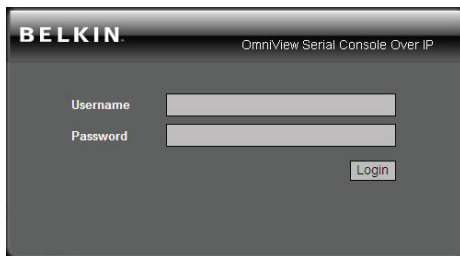 BELKIN.
OmniView Serial Console Over IP
Username
Password
Login